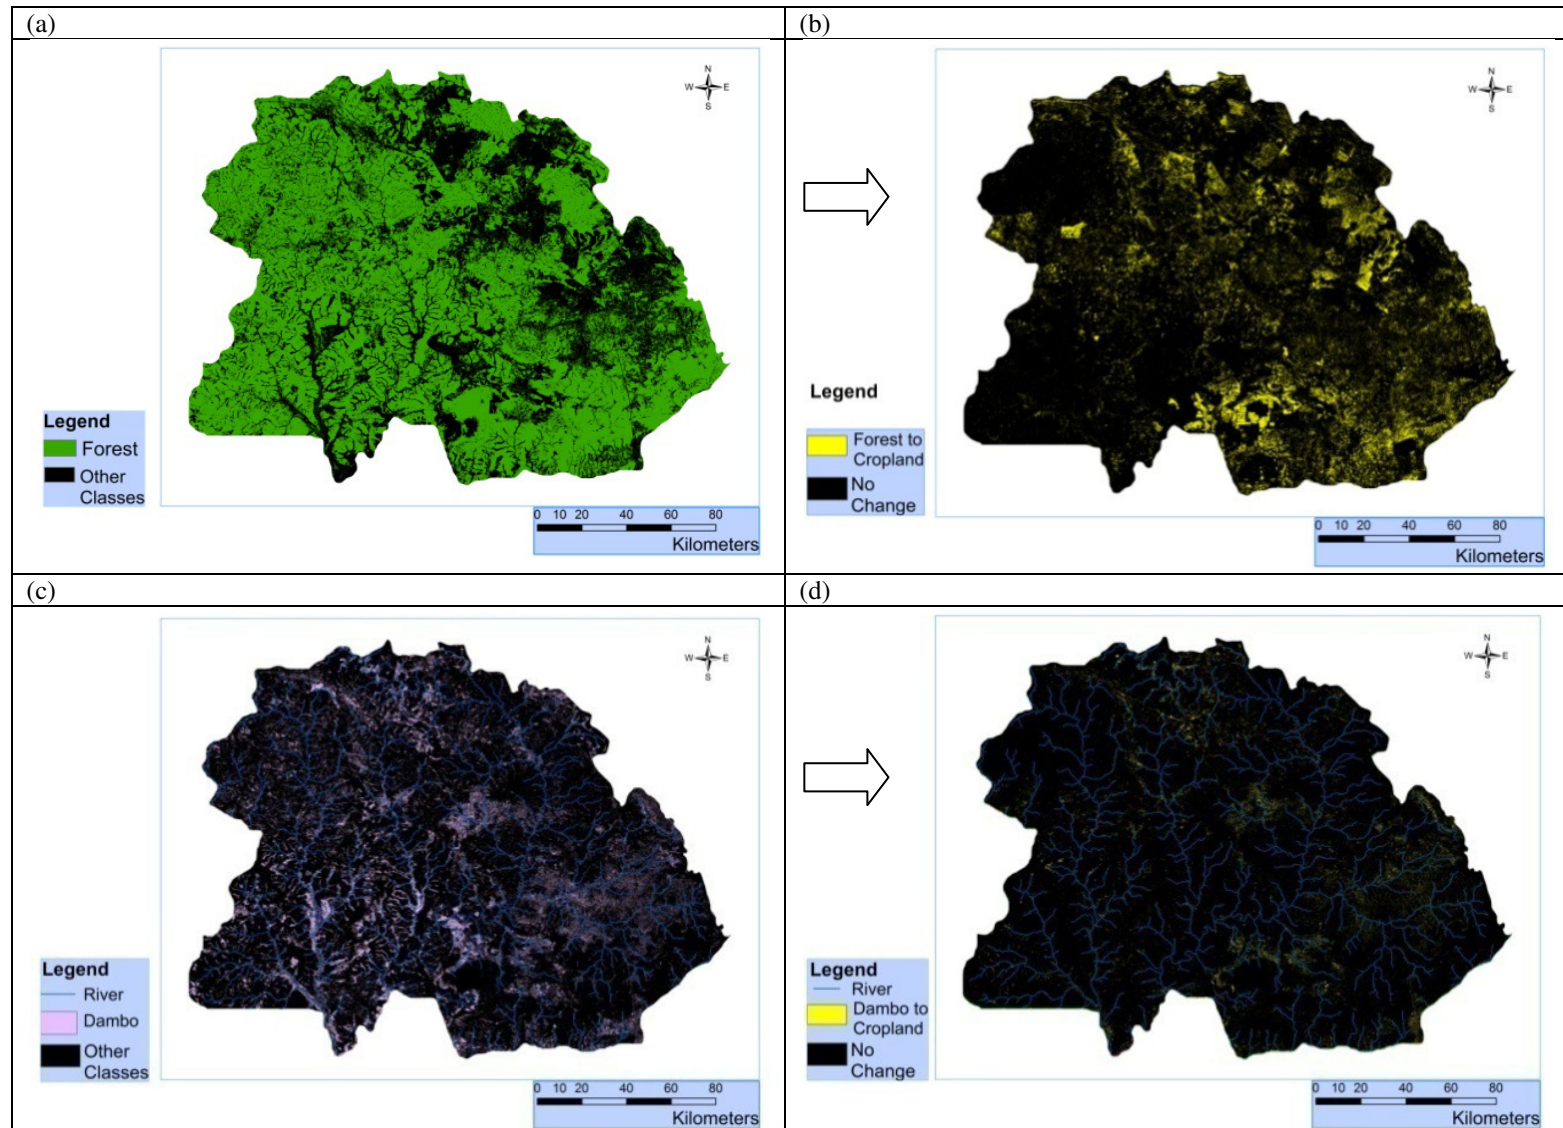 (a)
(b)
N
W E
S
Legend
Forest
Other
Classes
0 10 20 40 60 80
Kilometers
N
W E
S
Legend
Forest to
Cropland
No
Change
0 10 20 40 60 80
Kilometers
(c)
(d)
N
W E
S
Legend
River
Dambo
Other
Classes
0 10 20 40 60 80
Kilometers
N
W E
S
Legend
River
Dambo to
Cropland
No
Change
0 10 20 40 60 80
Kilometers